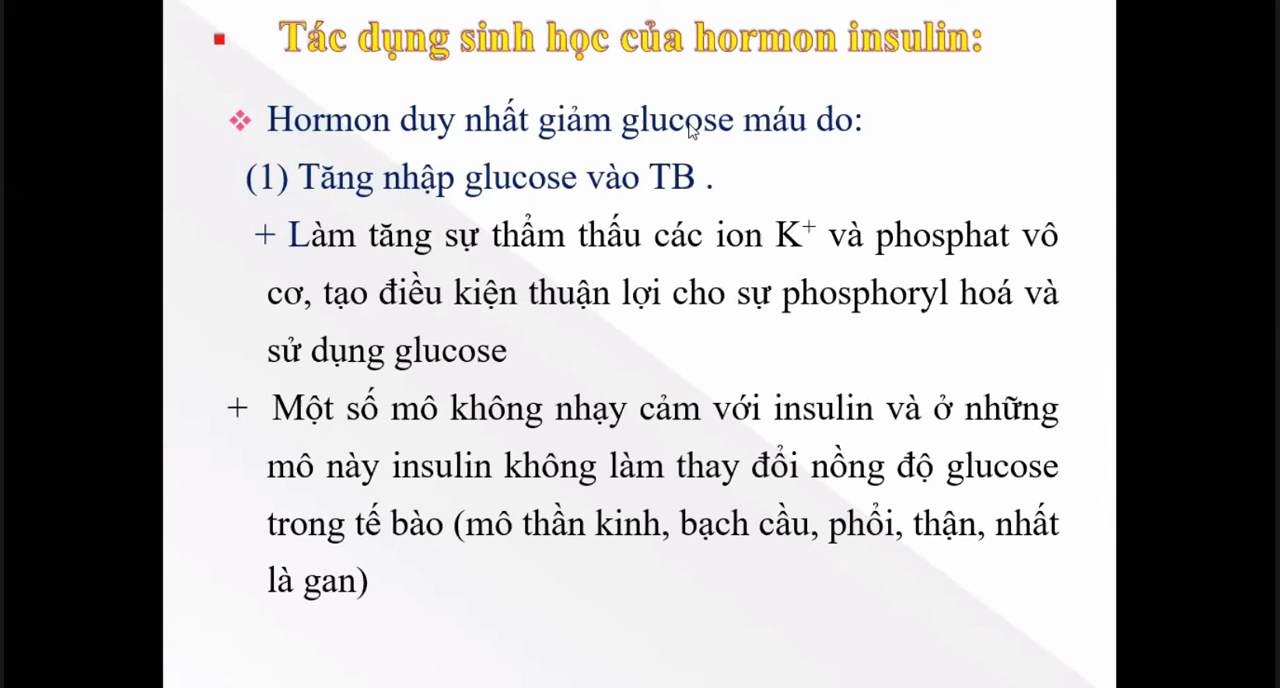 Tác dụng sinh học của hormon insulin:
Hormon duy nhất giảm glucose máu do:
(1) Tăng nhập glucose vào TB .
+ Làm tăng sự thẩm thấu các ion K⁺ và phosphat vô
cơ, tạo điều kiện thuận lợi cho sự phosphoryl hoá và
sử dụng glucose
+ Một số mô không nhạy cảm với insulin và ở những
mô này insulin không làm thay đổi nồng độ glucose
trong tế bào (mô thần kinh, bạch cầu, phổi, thận, nhất
là gan)